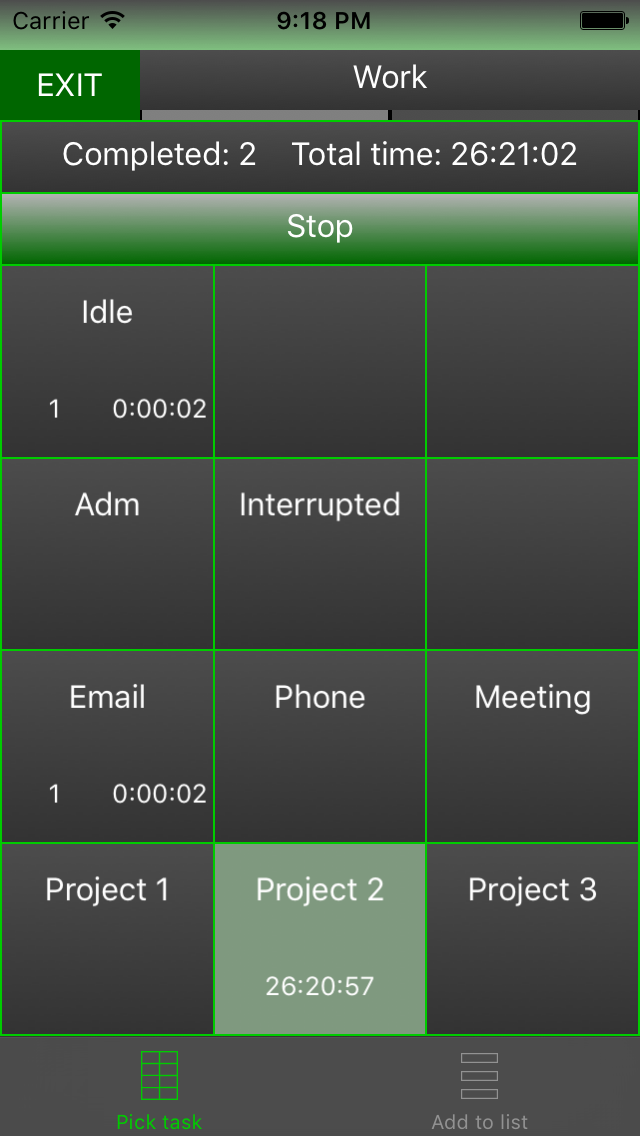 Carrier 9:18 PM
EXIT Work
Completed: 2 Total time: 26:21:02
Stop
Idle
1 0:00:02
Adm Interrupted
Email Phone Meeting
1 0:00:02
Project 1 Project 2 Project 3
26:20:57
Pick task Add to list